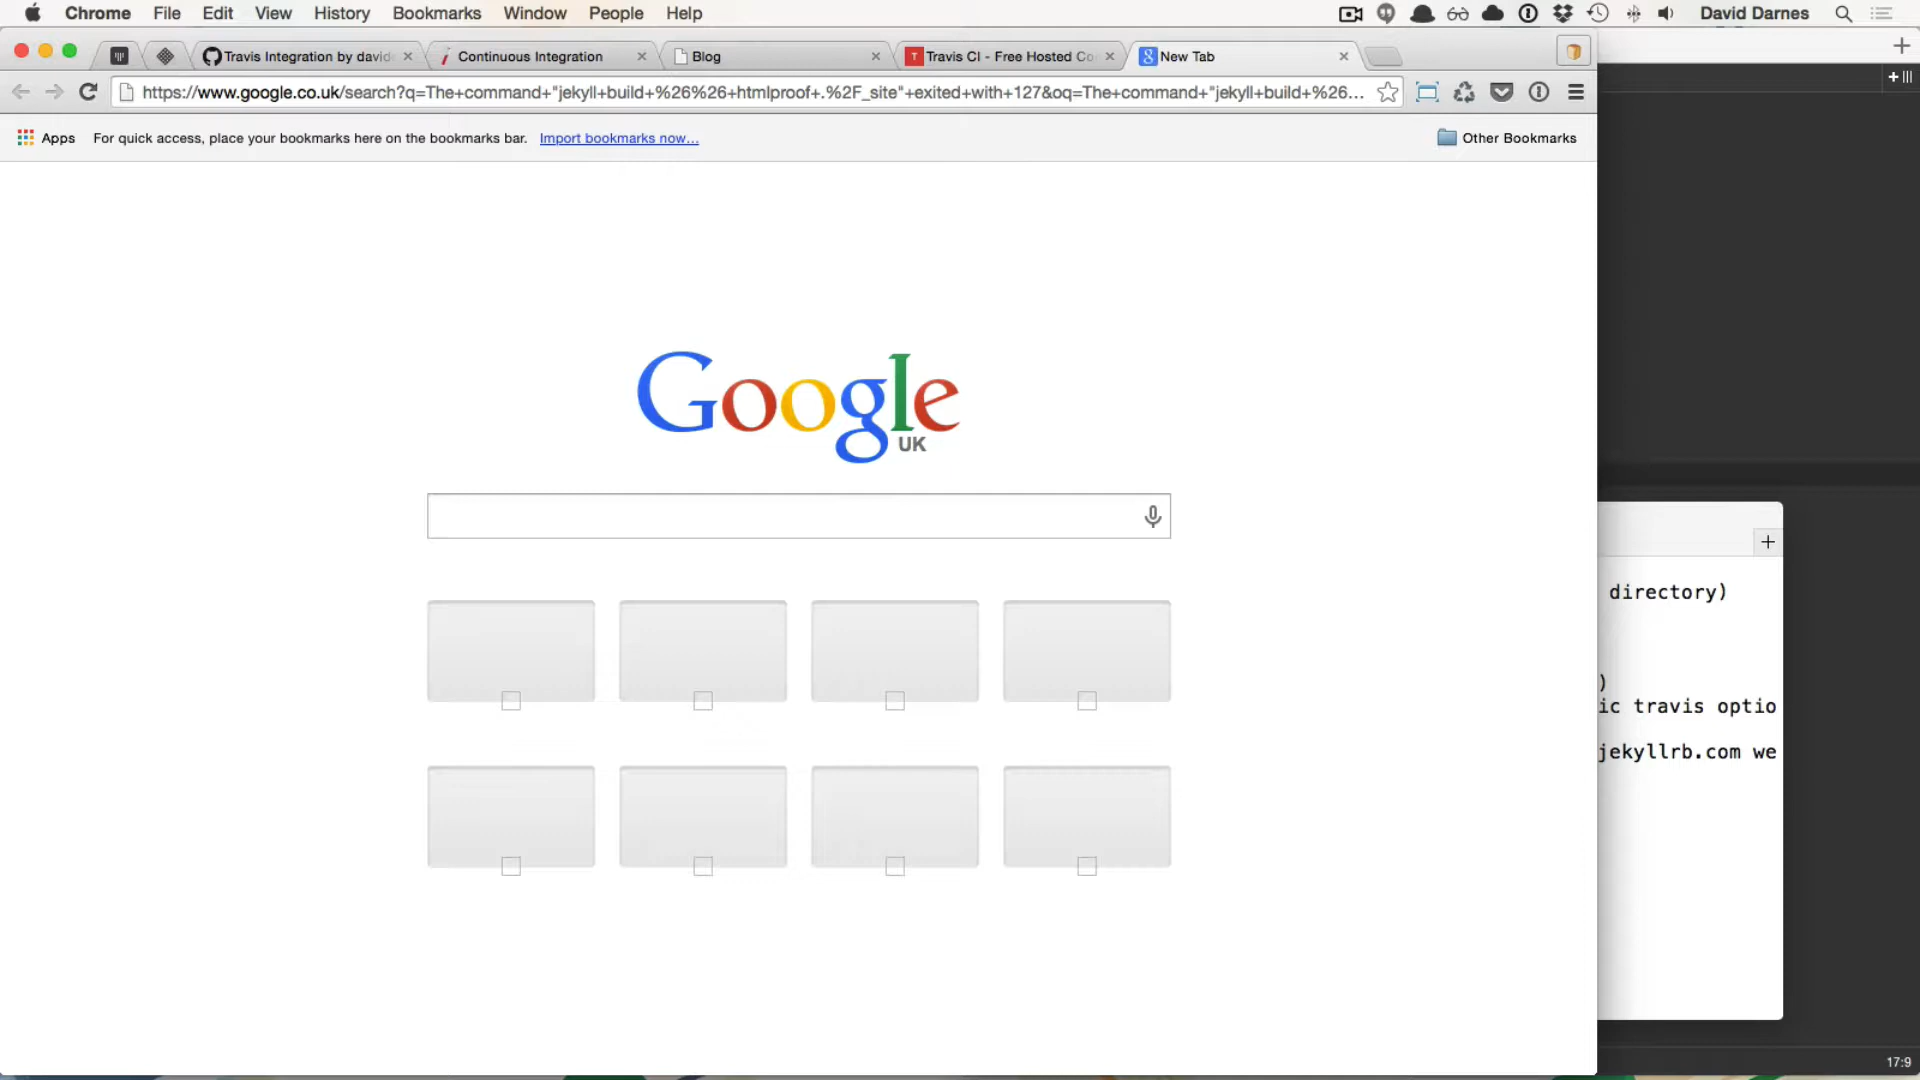 Chrome File Edit View History Bookmarks Window People Help David Darnes
Travis Integration by davide Continuous Integration Blog Travis CI - Free Hosted Co New Tab
https://www.google.co.uk/search?q=The+command+"jekyll+build+%26%26+htmlproof+.%2F_site"+exited+with+127&oq=The+command+"jekyll+build+%26...
Apps For quick access, place your bookmarks here on the bookmarks bar. Import bookmarks now... Other Bookmarks
Google
UK
directory)
)
ic travis optio
jekyllrb.com we
17:9